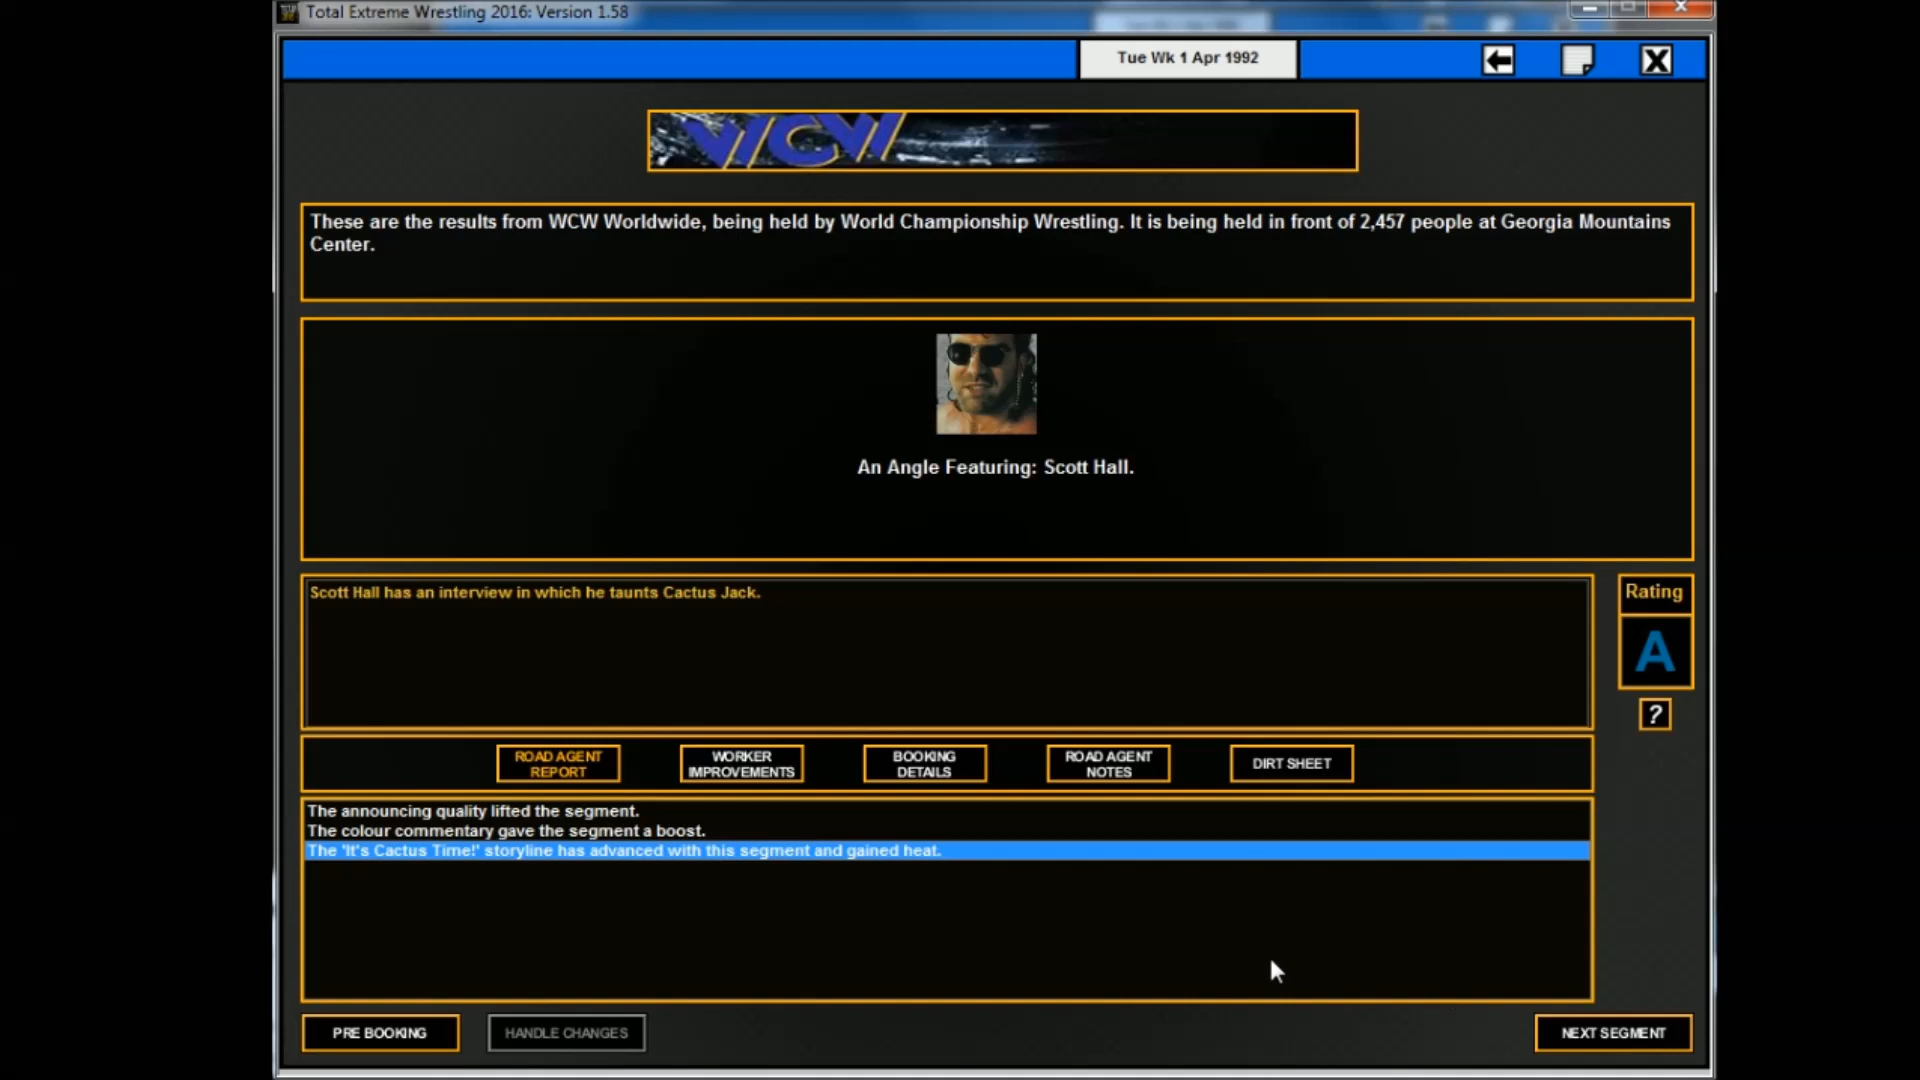 Total Extreme Wrestling 2016: Version 1.58
Tue Wk 1 Apr 1992
WCW
These are the results from WCW Worldwide, being held by World Championship Wrestling. It is being held in front of 2,457 people at Georgia Mountains
Center.
An Angle Featuring: Scott Hall.
Scott Hall has an interview in which he taunts Cactus Jack.
Rating
A
?
ROAD AGENT
REPORT
WORKER
IMPROVEMENTS
BOOKING
DETAILS
ROAD AGENT
NOTES
DIRT SHEET
The announcing quality lifted the segment.
The colour commentary gave the segment a boost.
The 'It's Cactus Time!' storyline has advanced with this segment and gained heat.
PRE BOOKING
HANDLE CHANGES
NEXT SEGMENT